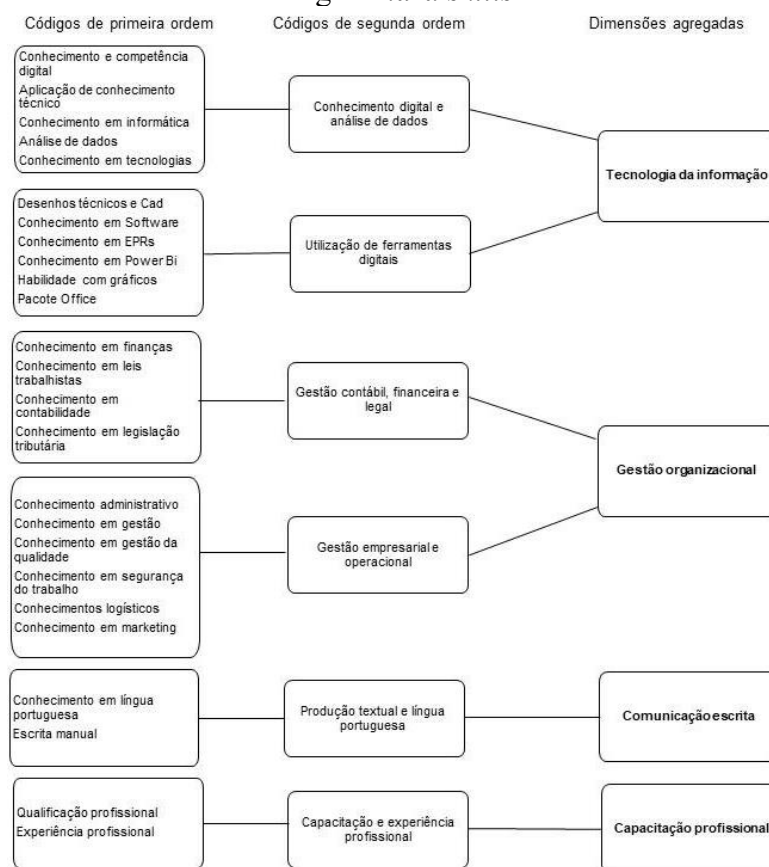 Códigos de primeira ordem
Códigos de segunda ordem
Dimensões agregadas
Conhecimento e competência
digital
Aplicação de conhecimento
técnico
Conhecimento em informática
Análise de dados
Conhecimento em tecnologias
Conhecimento digital e
análise de dados
Tecnologia da informação
Desenhos técnicos e Cad
Conhecimento em Software
Conhecimento em EPRs
Conhecimento em Power Bi
Habilidade com gráficos
Pacote Office
Utilização de ferramentas
digitais
Conhecimento em finanças
Conhecimento em leis
trabalhistas
Conhecimento em
contabilidade
Conhecimento em legislação
tributária
Gestão contábil, financeira e
legal
Gestão organizacional
Conhecimento administrativo
Conhecimento em gestão
Conhecimento em gestão da
qualidade
Conhecimento em segurança
do trabalho
Conhecimentos logísticos
Conhecimento em marketing
Gestão empresarial e
operacional
Conhecimento em língua
portuguesa
Escrita manual
Produção textual e língua
portuguesa
Comunicação escrita
Qualificação profissional
Experiência profissional
Capacitação e experiência
profissional
Capacitação profissional